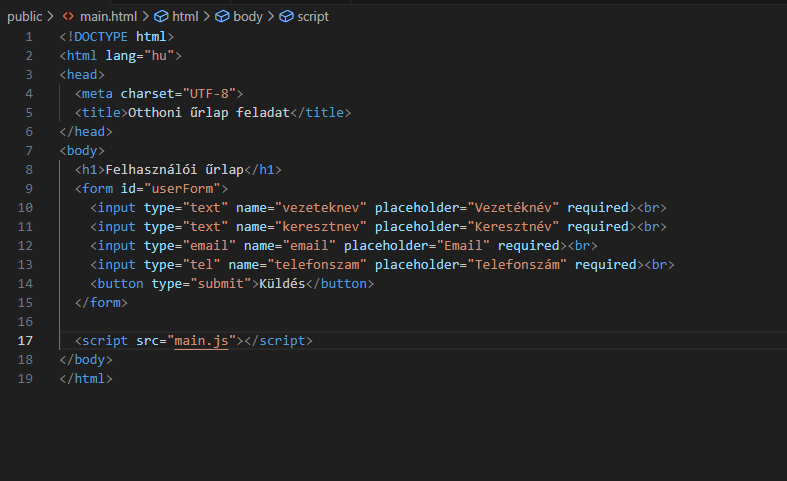 public > main.html > html > body > script
1 <!DOCTYPE html>
2 <html lang="hu">
3 <head>
4   <meta charset="UTF-8">
5   <title>Otthoni űrlap feladat</title>
6 </head>
7 <body>
8   <h1>Felhasználói űrlap</h1>
9   <form id="userForm">
10     <input type="text" name="vezeteknev" placeholder="Vezetéknév" required><br>
11     <input type="text" name="keresztnev" placeholder="Keresztnév" required><br>
12     <input type="email" name="email" placeholder="Email" required><br>
13     <input type="tel" name="telefonszam" placeholder="Telefonszám" required><br>
14     <button type="submit">Küldés</button>
15   </form>
16
17   <script src="main.js"></script>
18 </body>
19 </html>